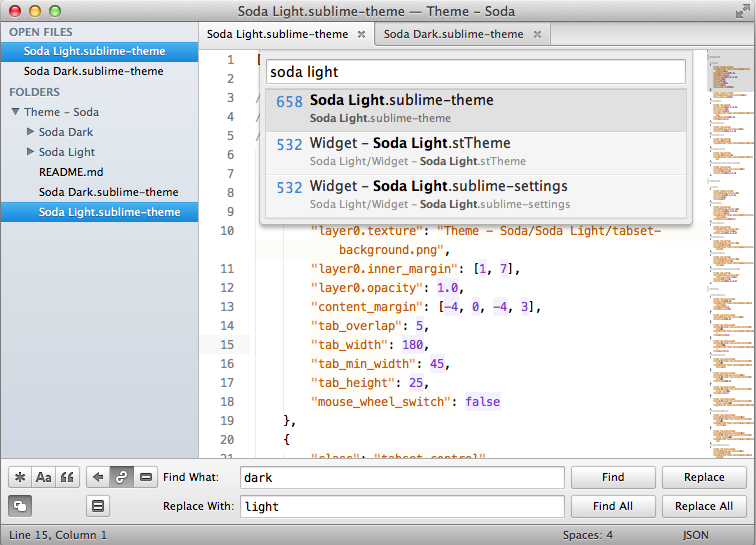 Soda Light.sublime-theme — Theme – Soda
OPEN FILES
Soda Light.sublime-theme
Soda Dark.sublime-theme
FOLDERS
Theme – Soda
Soda Dark
Soda Light
README.md
Soda Dark.sublime-theme
Soda Light.sublime-theme
Soda Light.sublime-theme
Soda Dark.sublime-theme
soda light
658 Soda Light.sublime-theme
Soda Light.sublime-theme
532 Widget – Soda Light.stTheme
Soda Light/Widget – Soda Light.stTheme
532 Widget – Soda Light.sublime-settings
Soda Light/Widget – Soda Light.sublime-settings
1 [
2
3 /
4 /
5 /
6
7
8
9
10 "layer0.texture": "Theme - Soda/Soda Light/tabset-
background.png",
11 "layer0.inner_margin": [1, 7],
12 "layer0.opacity": 1.0,
13 "content_margin": [-4, 0, -4, 3],
14 "tab_overlap": 5,
15 "tab_width": 180,
16 "tab_min_width": 45,
17 "tab_height": 25,
18 "mouse_wheel_switch": false
19 },
20 {
21 "class": "tabset_control"
Aa
Find What: dark
Find
Replace
Replace With: light
Find All
Replace All
Line 15, Column 1
Spaces: 4
JSON